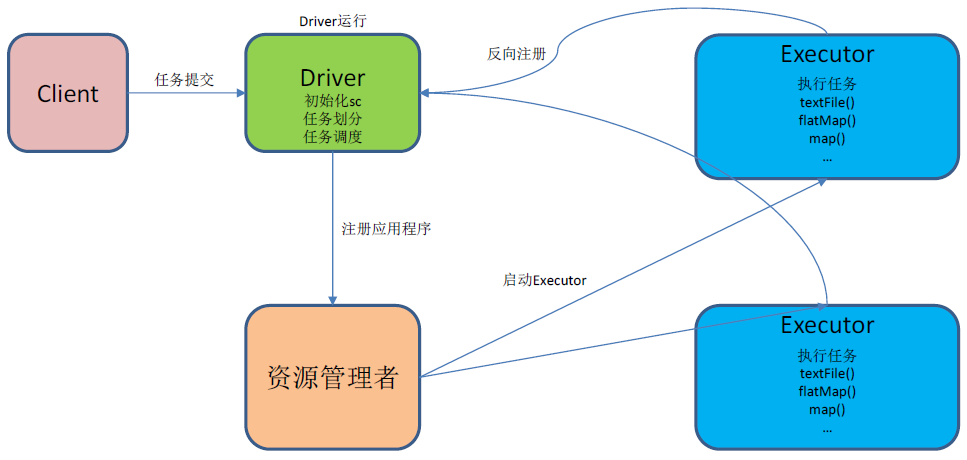 Driver运行
Client
任务提交
Driver
初始化sc
任务划分
任务调度
反向注册
Executor
执行任务
textFile()
flatMap()
map()
...
注册应用程序
启动Executor
资源管理者
Executor
执行任务
textFile()
flatMap()
map()
...